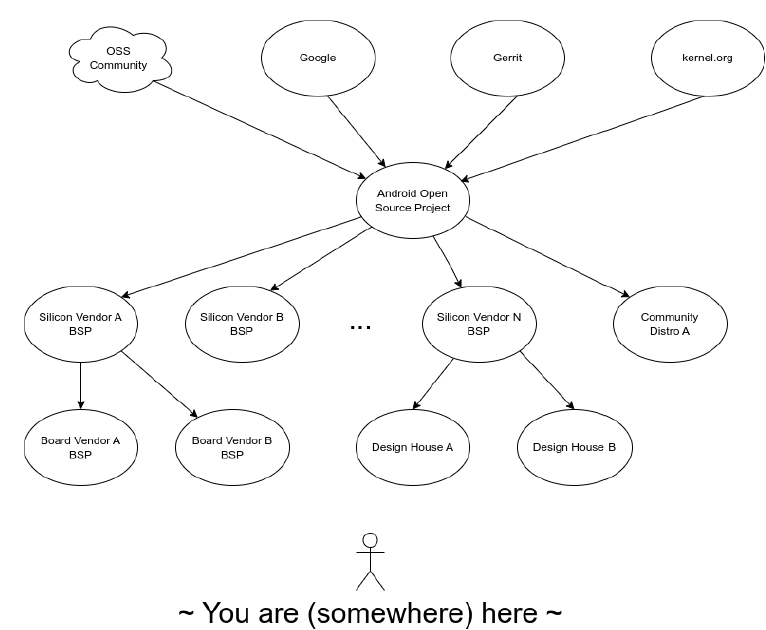 OSS
Community
Google
Gerrit
kernel.org
Android Open
Source Project
Silicon Vendor A
BSP
Silicon Vendor B
BSP
...
Silicon Vendor N
BSP
Community
Distro A
Board Vendor A
BSP
Board Vendor B
BSP
Design House A
Design House B
~ You are (somewhere) here ~